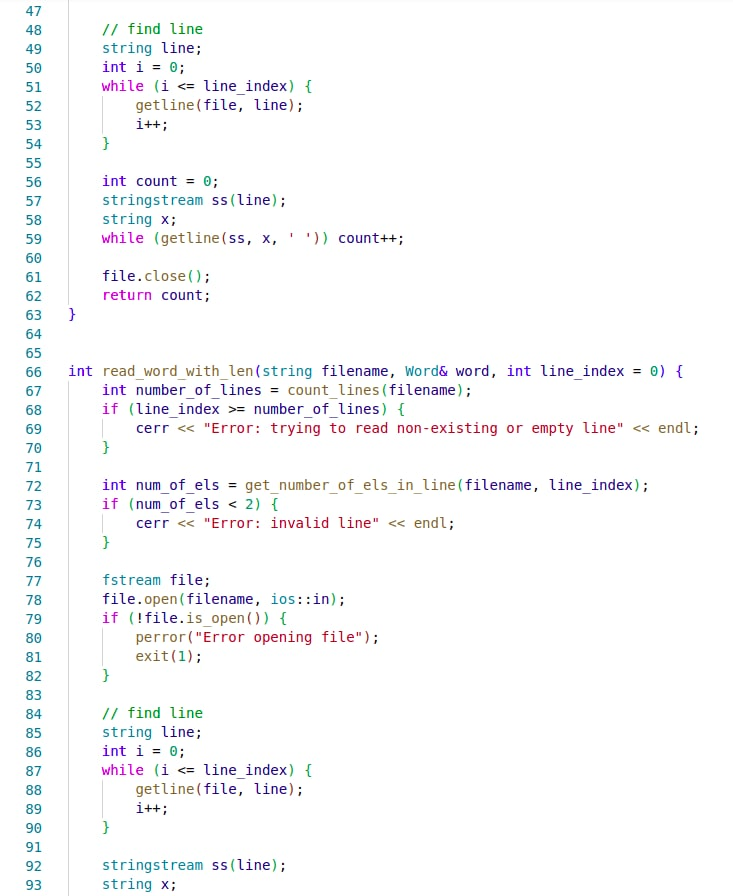 47
48     // find line
49     string line;
50     int i = 0;
51     while (i <= line_index) {
52         getline(file, line);
53         i++;
54     }
55
56     int count = 0;
57     stringstream ss(line);
58     string x;
59     while (getline(ss, x, ' ')) count++;
60
61     file.close();
62     return count;
63 }
64
65
66 int read_word_with_len(string filename, Word& word, int line_index = 0) {
67     int number_of_lines = count_lines(filename);
68     if (line_index >= number_of_lines) {
69         cerr << "Error: trying to read non-existing or empty line" << endl;
70     }
71
72     int num_of_els = get_number_of_els_in_line(filename, line_index);
73     if (num_of_els < 2) {
74         cerr << "Error: invalid line" << endl;
75     }
76
77     fstream file;
78     file.open(filename, ios::in);
79     if (!file.is_open()) {
80         perror("Error opening file");
81         exit(1);
82     }
83
84     // find line
85     string line;
86     int i = 0;
87     while (i <= line_index) {
88         getline(file, line);
89         i++;
90     }
91
92     stringstream ss(line);
93     string x;